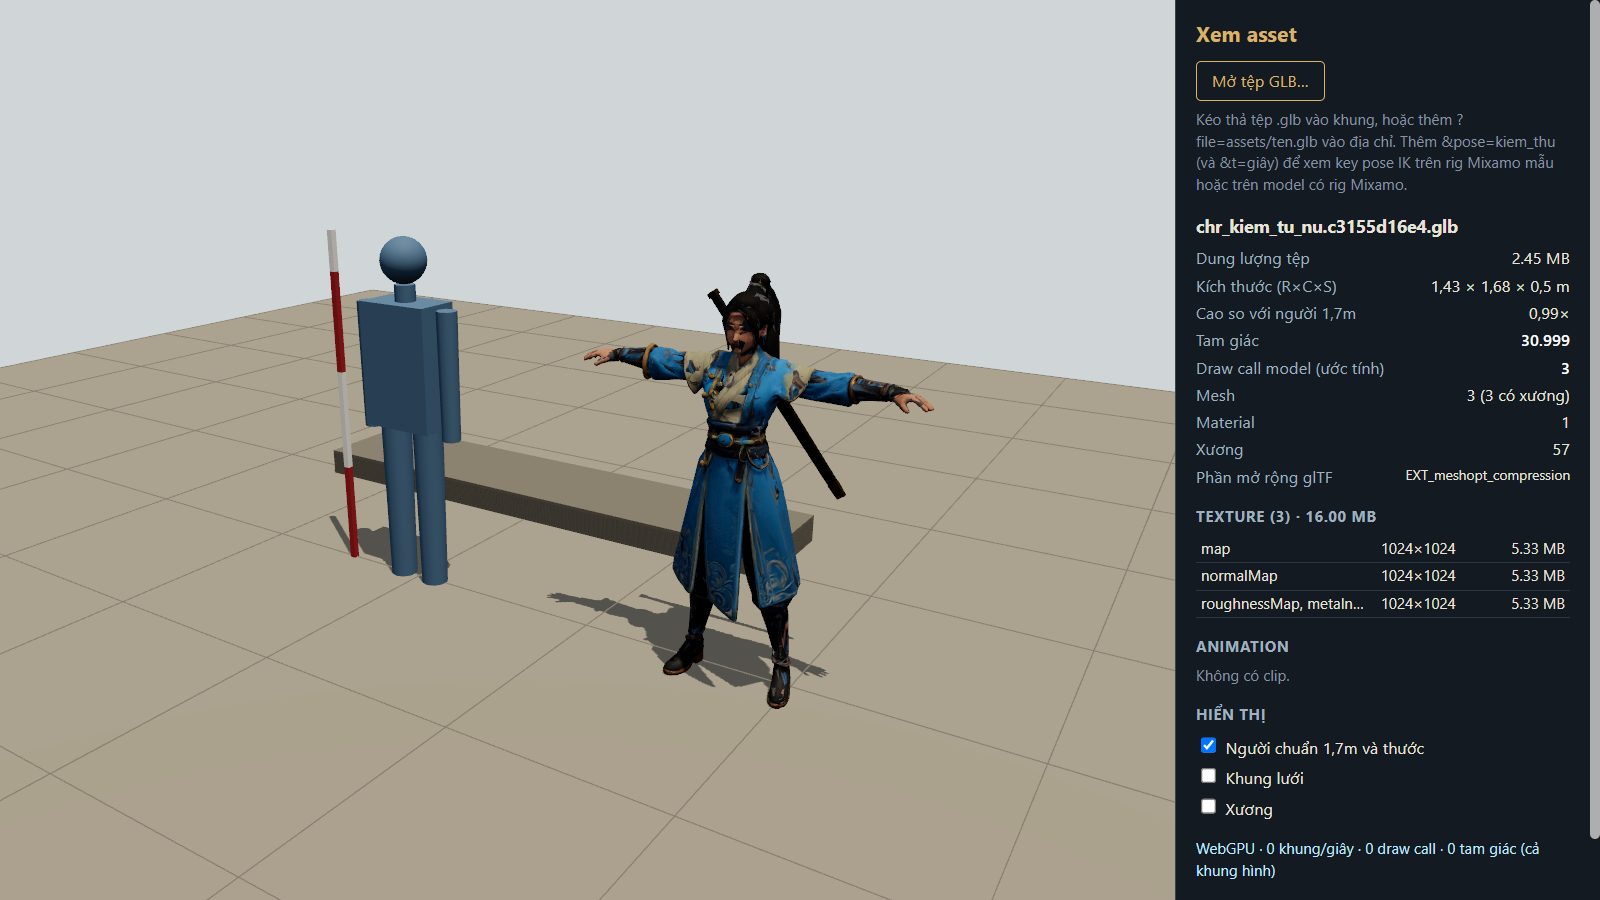 Xem asset
Mở tệp GLB...
Kéo thả tệp .glb vào khung, hoặc thêm ?
file=assets/ten.glb vào địa chỉ. Thêm &pose=kiem_thu
(và &t=giây) để xem key pose IK trên rig Mixamo mẫu
hoặc trên model có rig Mixamo.
chr_kiem_tu_nu.c3155d16e4.glb
Dung lượng tệp 2.45 MB
Kích thước (R×C×S) 1,43 × 1,68 × 0,5 m
Cao so với người 1,7m 0,99×
Tam giác 30.999
Draw call model (ước tính) 3
Mesh 3 (3 có xương)
Material 1
Xương 57
Phần mở rộng glTF EXT_meshopt_compression
TEXTURE (3) · 16.00 MB
map 1024×1024 5.33 MB
normalMap 1024×1024 5.33 MB
roughnessMap, metaln... 1024×1024 5.33 MB
ANIMATION
Không có clip.
HIỂN THỊ
Người chuẩn 1,7m và thước
Khung lưới
Xương
WebGPU · 0 khung/giây · 0 draw call · 0 tam giác (cả
khung hình)